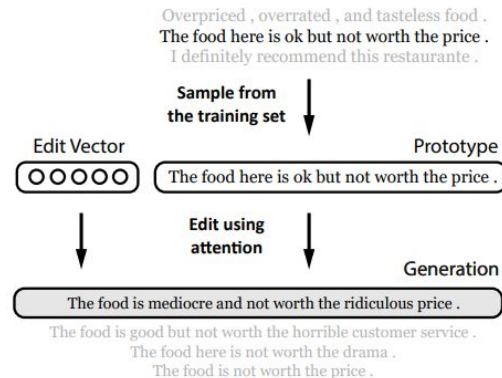 Overpriced , overrated , and tasteless food .
The food here is ok but not worth the price .
I definitely recommend this restaurante .
Sample from
the training set
Edit Vector
Prototype
The food here is ok but not worth the price .
Edit using
attention
Generation
The food is mediocre and not worth the ridiculous price .
The food is good but not worth the horrible customer service .
The food here is not worth the drama .
The food is not worth the price .